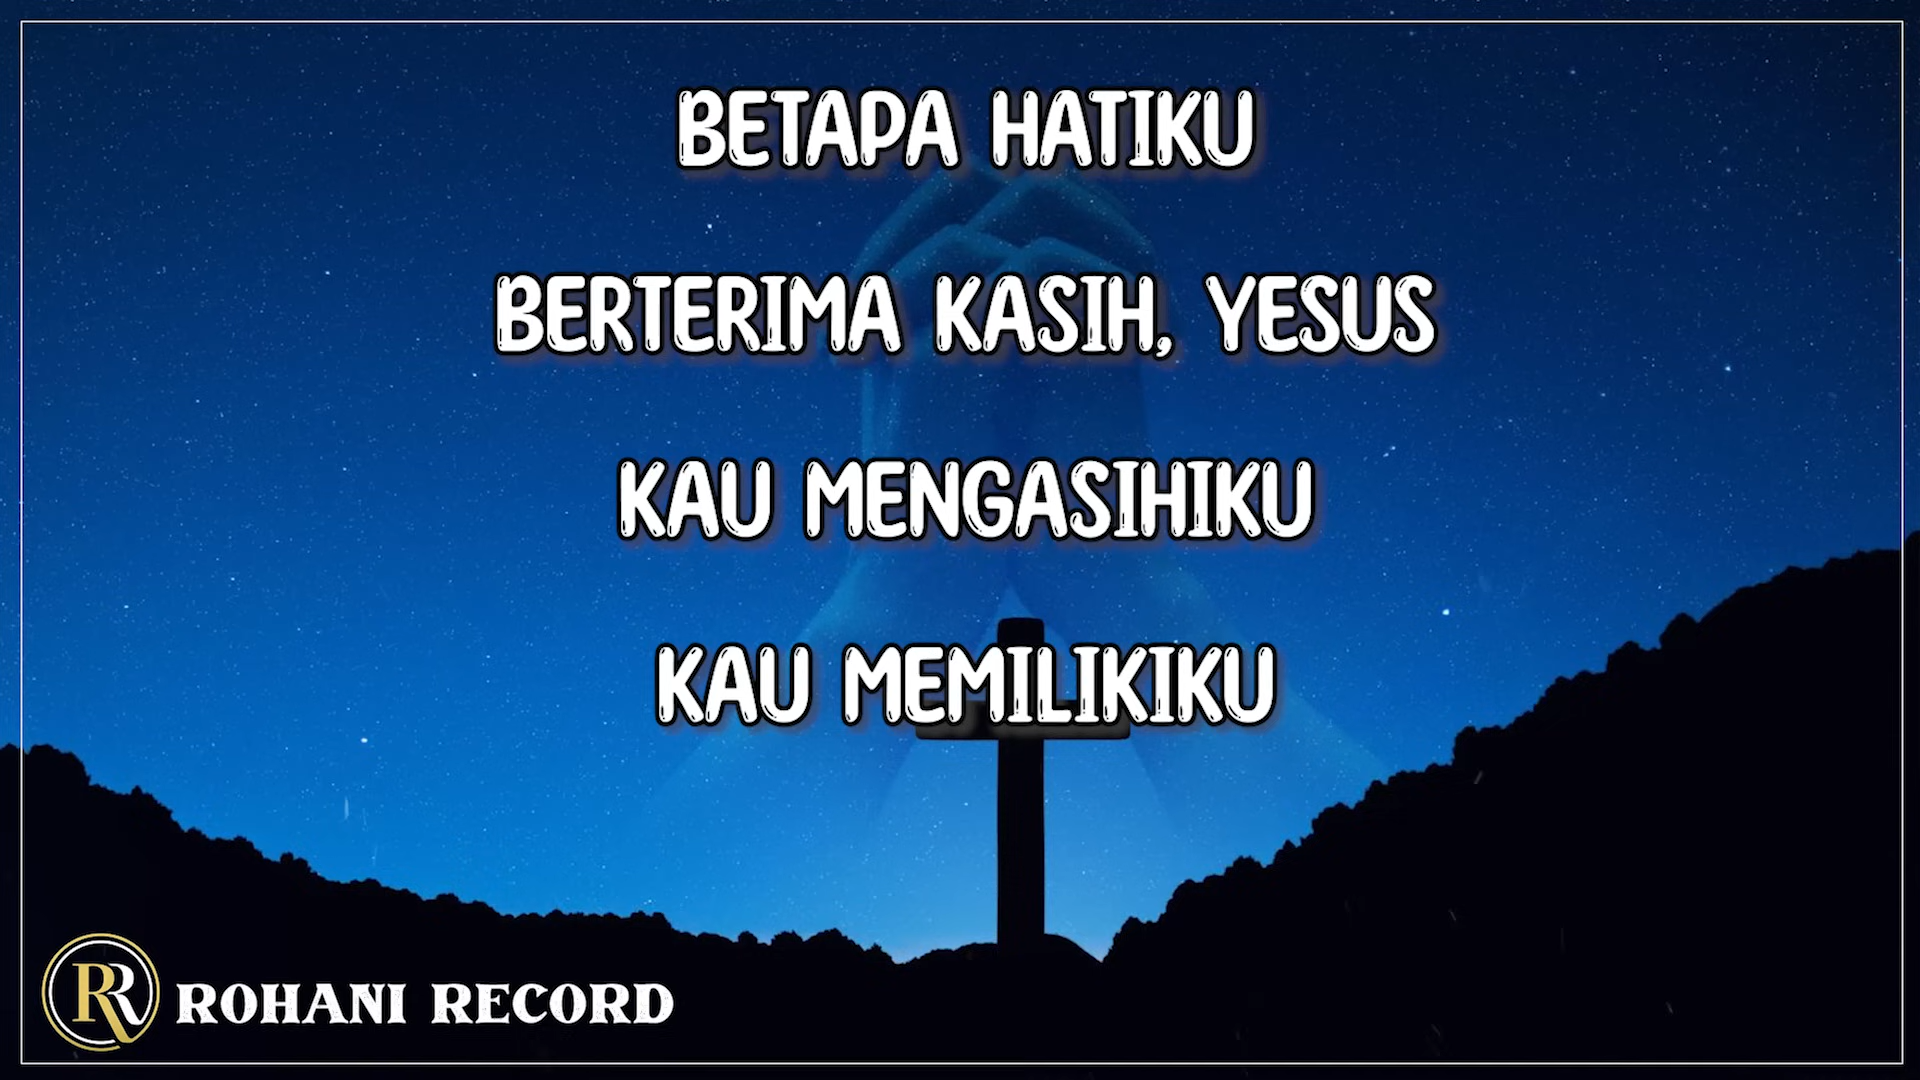 BETAPA HATIKU
BERTERIMA KASIH, YESUS
KAU MENGASIHIKU
KAU MEMILIKIKU
RR ROHANI RECORD